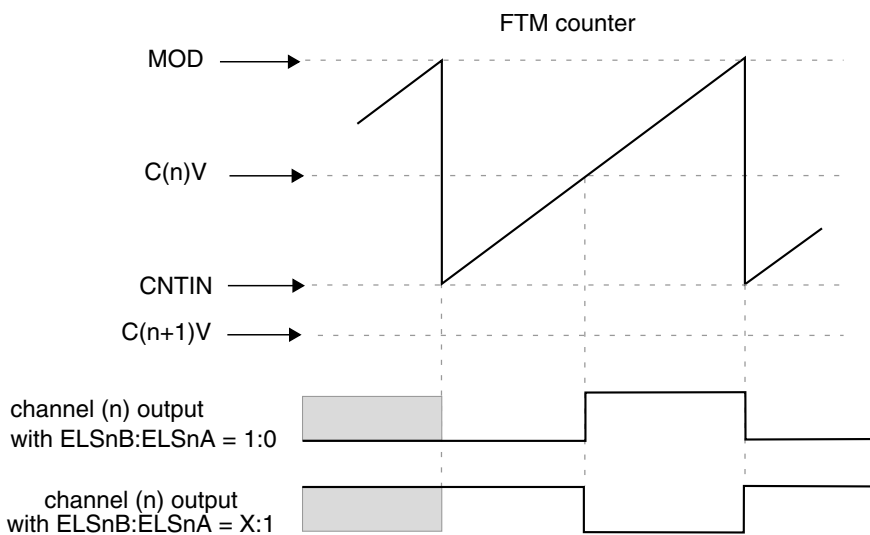 FTM counter
MOD
C(n)V
CNTIN
C(n+1)V
channel (n) output
with ELSnB:ELSnA = 1:0
channel (n) output
with ELSnB:ELSnA = X:1